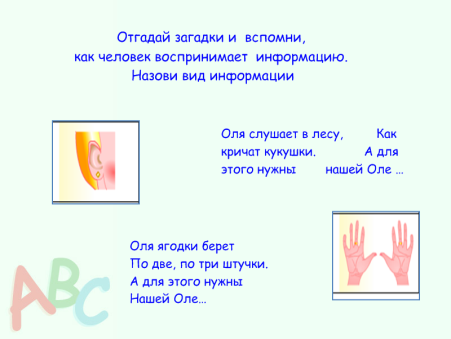 Отгадай загадки и вспомни,
как человек воспринимает информацию.
Назови вид информации
Оля слушает в лесу, Как
кричат кукушки. А для
этого нужны нашей Оле ...
Оля ягодки берет
По две, по три штучки.
А для этого нужны
Нашей Оле...
ABC